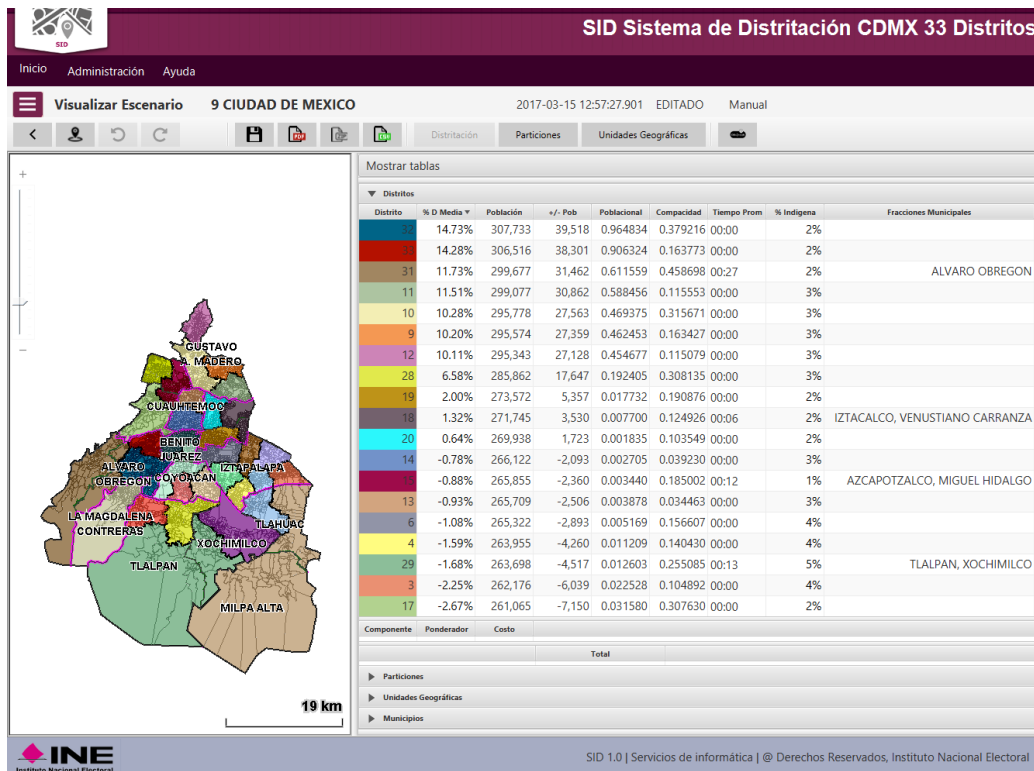 SID
SID Sistema de Distritación CDMX 33 Distritos
Inicio Administración Ayuda
Visualizar Escenario 9 CIUDAD DE MEXICO 2017-03-15 12:57:27.901 EDITADO Manual
Distritación Particiones Unidades Geográficas
Mostrar tablas
Distritos
Distrito % D Media Población +/- Pob Poblacional Compacidad Tiempo Prom % Indigena Fracciones Municipales
32 14.73% 307,733 39,518 0.964834 0.379216 00:00 2%
33 14.28% 306,516 38,301 0.906324 0.163773 00:00 2%
31 11.73% 299,677 31,462 0.611559 0.458698 00:27 2% ALVARO OBREGON
11 11.51% 299,077 30,862 0.588456 0.115553 00:00 3%
10 10.28% 295,778 27,563 0.469375 0.315671 00:00 3%
9 10.20% 295,574 27,359 0.462453 0.163427 00:00 3%
12 10.11% 295,343 27,128 0.454677 0.115079 00:00 3%
28 6.58% 285,862 17,647 0.192405 0.308135 00:00 3%
19 2.00% 273,572 5,357 0.017732 0.190876 00:00 2%
18 1.32% 271,745 3,530 0.007700 0.124926 00:06 2% IZTACALCO, VENUSTIANO CARRANZA
20 0.64% 269,938 1,723 0.001835 0.103549 00:00 2%
14 -0.78% 266,122 -2,093 0.002705 0.039230 00:00 3%
15 -0.88% 265,855 -2,360 0.003440 0.185002 00:12 1% AZCAPOTZALCO, MIGUEL HIDALGO
13 -0.93% 265,709 -2,506 0.003878 0.034463 00:00 3%
6 -1.08% 265,322 -2,893 0.005169 0.156607 00:00 4%
4 -1.59% 263,955 -4,260 0.011209 0.140430 00:00 4%
29 -1.68% 263,698 -4,517 0.012603 0.255085 00:13 5% TLALPAN, XOCHIMILCO
3 -2.25% 262,176 -6,039 0.022528 0.104892 00:00 4%
17 -2.67% 261,065 -7,150 0.031580 0.307630 00:00 2%
Componente Ponderador Costo
Total
Particiones
Unidades Geográficas
Municipios
GUSTAVO
A. MADERO
CUAUHTEMOC
BENITO
JUAREZ
ALVARO
OBREGON
COYOACAN
IZTAPALAPA
LA MAGDALENA
CONTRERAS
TLAHUAC
XOCHIMILCO
TLALPAN
MILPA ALTA
19 km
INE
Instituto Nacional Electoral
SID 1.0 | Servicios de informática | @ Derechos Reservados, Instituto Nacional Electoral